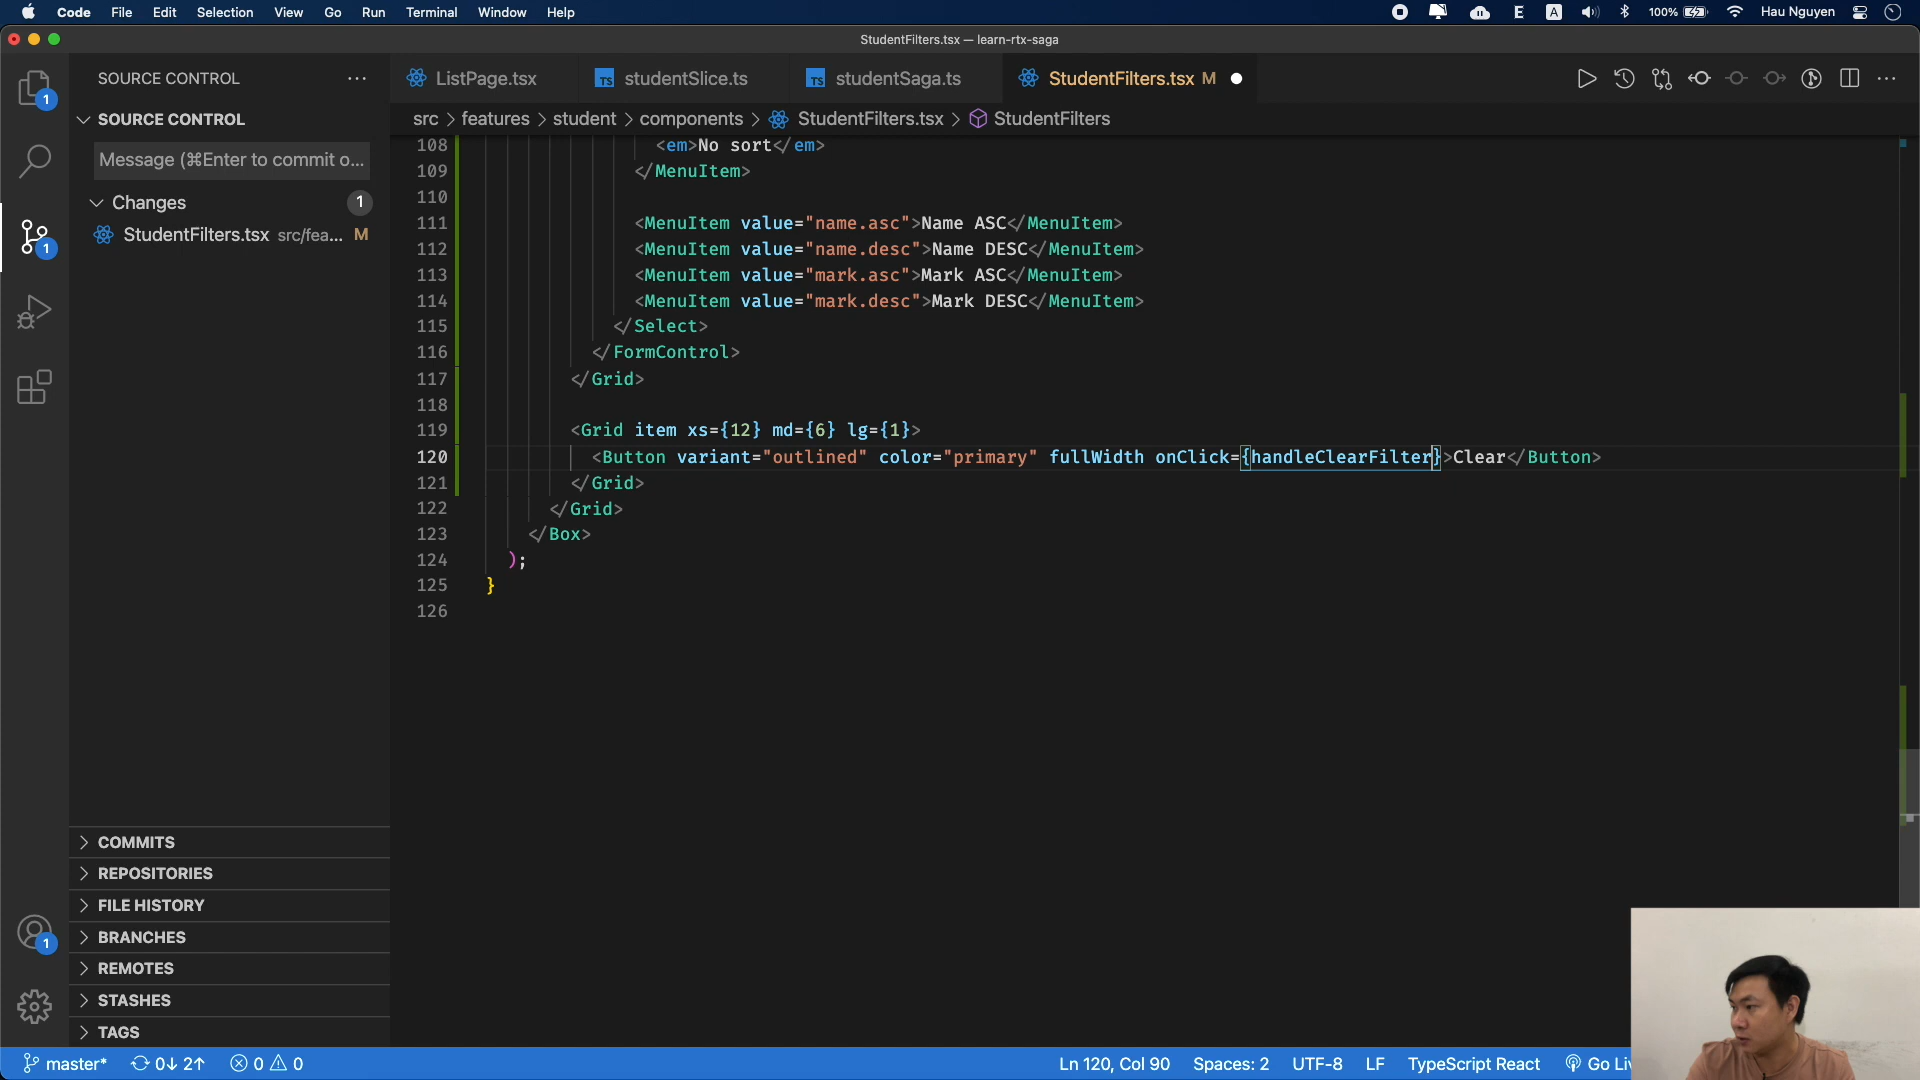 Code File Edit Selection View Go Run Terminal Window Help
E A 100% Hau Nguyen
StudentFilters.tsx — learn-rtx-saga
SOURCE CONTROL ···
ListPage.tsx TS studentSlice.ts TS studentSaga.ts StudentFilters.tsx M
1
SOURCE CONTROL
src > features > student > components > StudentFilters.tsx > StudentFilters
Message (⌘Enter to commit o...
Changes 1
StudentFilters.tsx src/fea... M
1
108 <em>No sort</em>
109 </MenuItem>
110
111 <MenuItem value="name.asc">Name ASC</MenuItem>
112 <MenuItem value="name.desc">Name DESC</MenuItem>
113 <MenuItem value="mark.asc">Mark ASC</MenuItem>
114 <MenuItem value="mark.desc">Mark DESC</MenuItem>
115 </Select>
116 </FormControl>
117 </Grid>
118
119 <Grid item xs={12} md={6} lg={1}>
120 <Button variant="outlined" color="primary" fullWidth onClick={handleClearFilter}>Clear</Button>
121 </Grid>
122 </Grid>
123 </Box>
124 );
125 }
126
COMMITS
REPOSITORIES
FILE HISTORY
BRANCHES
REMOTES
STASHES
TAGS
1
master* 0↓ 2↑ 0 0 Ln 120, Col 90 Spaces: 2 UTF-8 LF TypeScript React Go Li